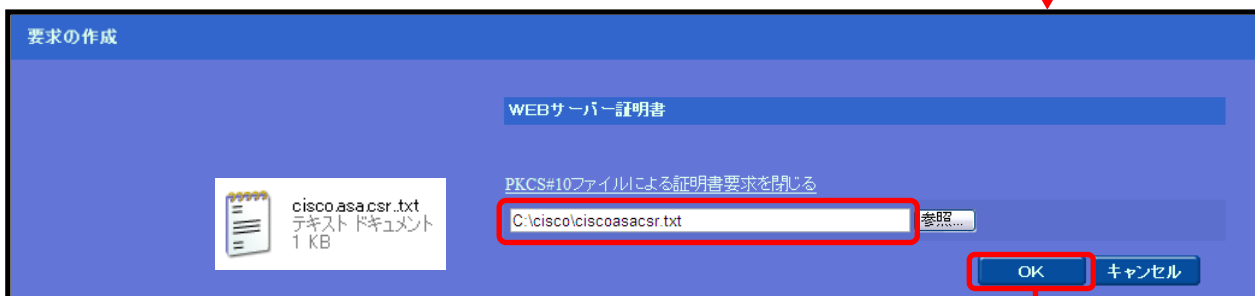 要求の作成
WEBサーバー証明書
PKCS#10ファイルによる証明書要求を閉じる
cisco.asa.csr..txt
テキスト ドキュメント
1 KB
C:\cisco\ciscoasacsr.txt
参照...
OK
キャンセル